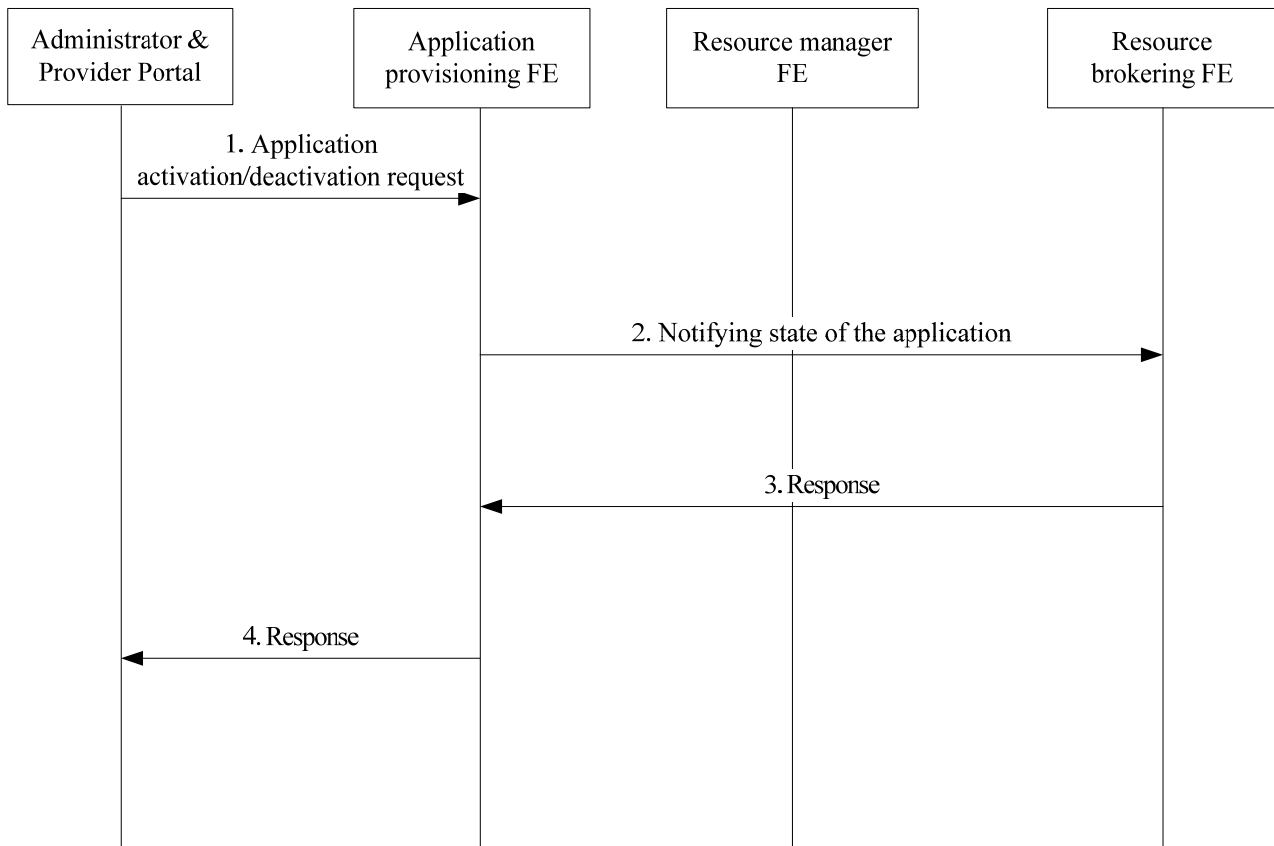 Administrator &
Provider Portal
Application
provisioning FE
Resource manager
FE
Resource
brokering FE
1. Application
activation/deactivation request
2. Notifying state of the application
3. Response
4. Response